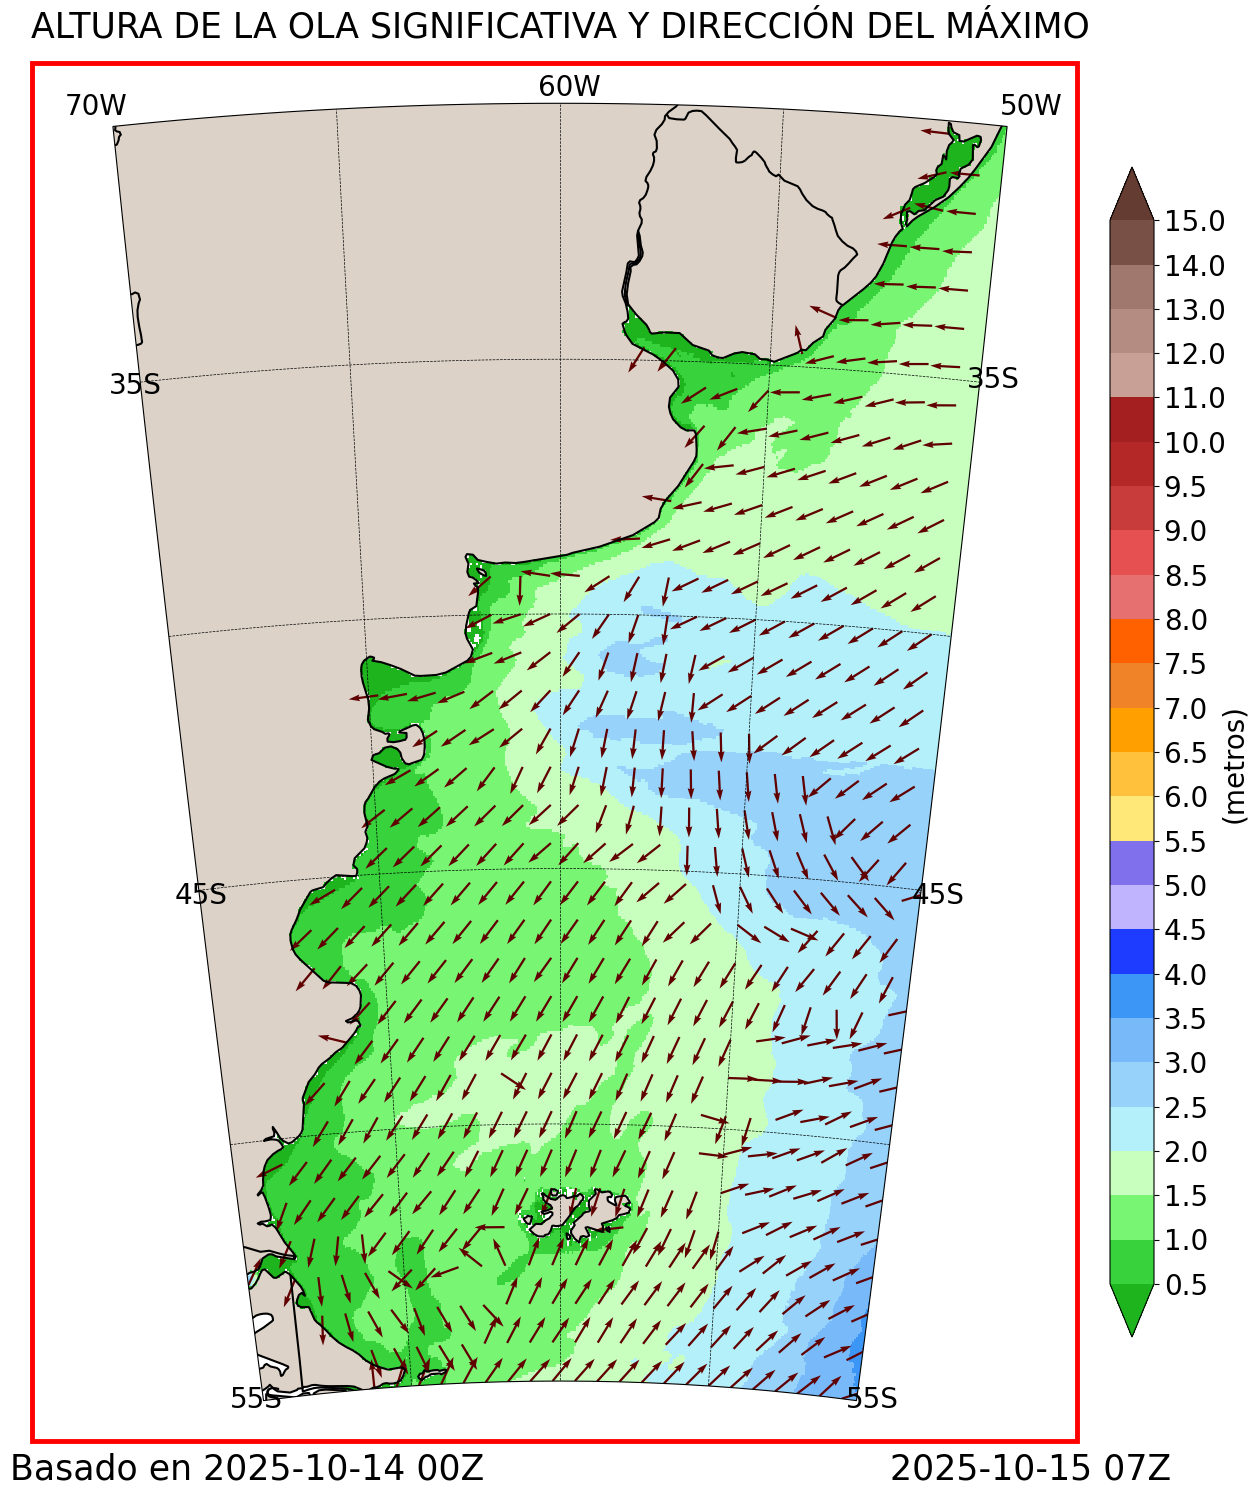 ALTURA DE LA OLA SIGNIFICATIVA Y DIRECCIÓN DEL MÁXIMO
70W
60W
50W
35S
35S
45S
45S
55S
55S
15.0
14.0
13.0
12.0
11.0
10.0
9.5
9.0
8.5
8.0
7.5
7.0
6.5
6.0
5.5
5.0
4.5
4.0
3.5
3.0
2.5
2.0
1.5
1.0
0.5
(metros)
Basado en 2025-10-14 00Z
2025-10-15 07Z